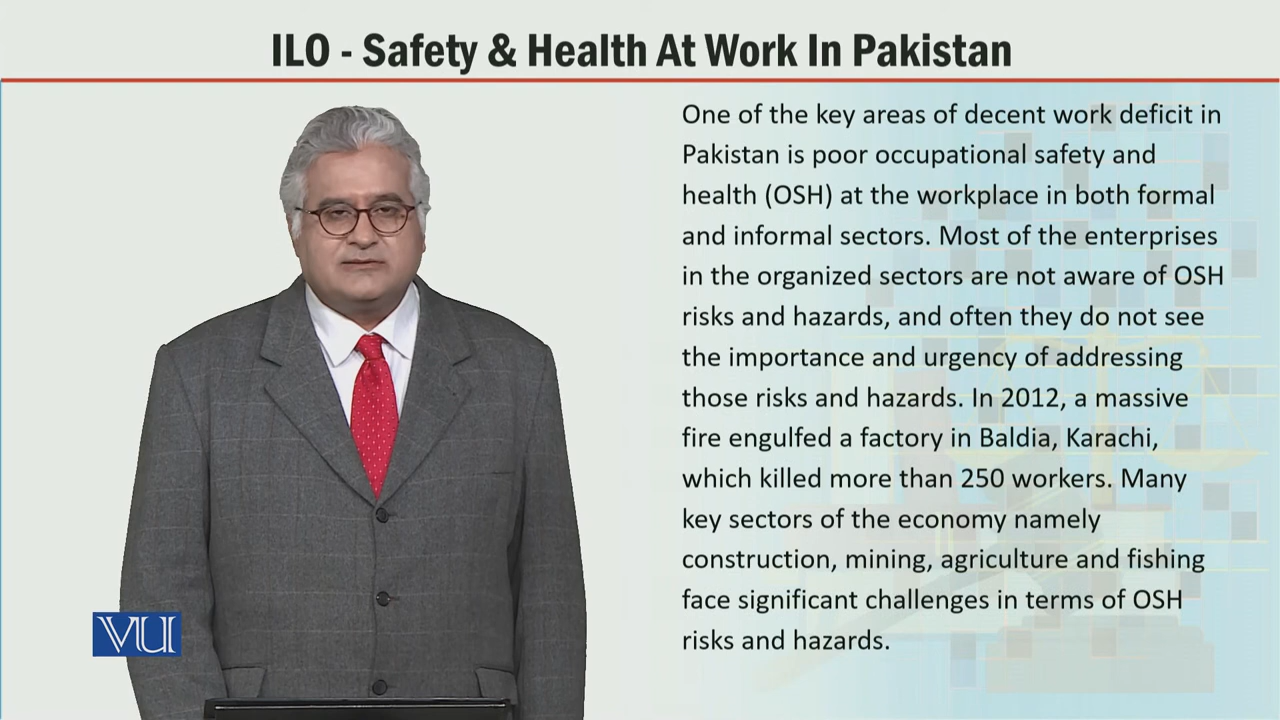 ILO - Safety & Health At Work In Pakistan
One of the key areas of decent work deficit in
Pakistan is poor occupational safety and
health (OSH) at the workplace in both formal
and informal sectors. Most of the enterprises
in the organized sectors are not aware of OSH
risks and hazards, and often they do not see
the importance and urgency of addressing
those risks and hazards. In 2012, a massive
fire engulfed a factory in Baldia, Karachi,
which killed more than 250 workers. Many
key sectors of the economy namely
construction, mining, agriculture and fishing
face significant challenges in terms of OSH
risks and hazards.
VU